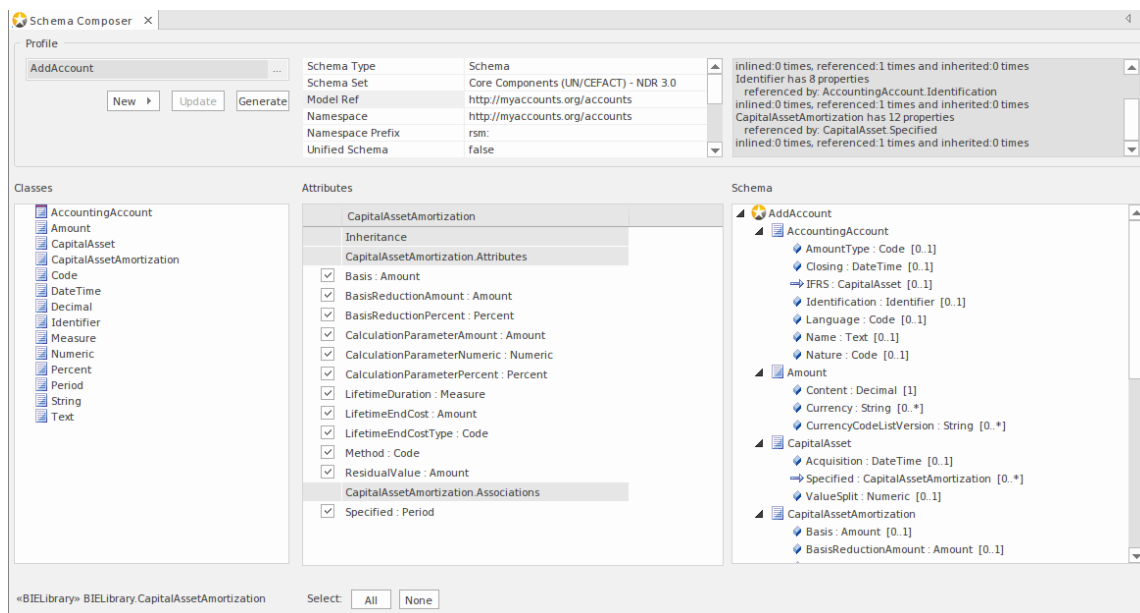 Schema Composer
Profile
AddAccount
...
New
Update
Generate
Schema Type Schema
Schema Set Core Components (UN/CEFACT) - NDR 3.0
Model Ref http://myaccounts.org/accounts
Namespace http://myaccounts.org/accounts
Namespace Prefix rsm:
Unified Schema false
inlined:0 times, referenced:1 times and inherited:0 times
Identifier has 8 properties
referenced by: AccountingAccount.Identification
inlined:0 times, referenced:1 times and inherited:0 times
CapitalAssetAmortization has 12 properties
referenced by: CapitalAsset.Specified
inlined:0 times, referenced:1 times and inherited:0 times
Classes
AccountingAccount
Amount
CapitalAsset
CapitalAssetAmortization
Code
DateTime
Decimal
Identifier
Measure
Numeric
Percent
Period
String
Text
Attributes
CapitalAssetAmortization
Inheritance
CapitalAssetAmortization.Attributes
Basis : Amount
BasisReductionAmount : Amount
BasisReductionPercent : Percent
CalculationParameterAmount : Amount
CalculationParameterNumeric : Numeric
CalculationParameterPercent : Percent
LifetimeDuration : Measure
LifetimeEndCost : Amount
LifetimeEndCostType : Code
Method : Code
ResidualValue : Amount
CapitalAssetAmortization.Associations
Specified : Period
Schema
AddAccount
AccountingAccount
AmountType : Code [0..1]
Closing : DateTime [0..1]
IFRS : CapitalAsset [0..1]
Identification : Identifier [0..1]
Language : Code [0..1]
Name : Text [0..1]
Nature : Code [0..1]
Amount
Content : Decimal [1]
Currency : String [0..*]
CurrencyCodeListVersion : String [0..*]
CapitalAsset
Acquisition : DateTime [0..1]
Specified : CapitalAssetAmortization [0..*]
ValueSplit : Numeric [0..1]
CapitalAssetAmortization
Basis : Amount [0..1]
BasisReductionAmount : Amount [0..1]
«BIELibrary» BIELibrary.CapitalAssetAmortization
Select: All None